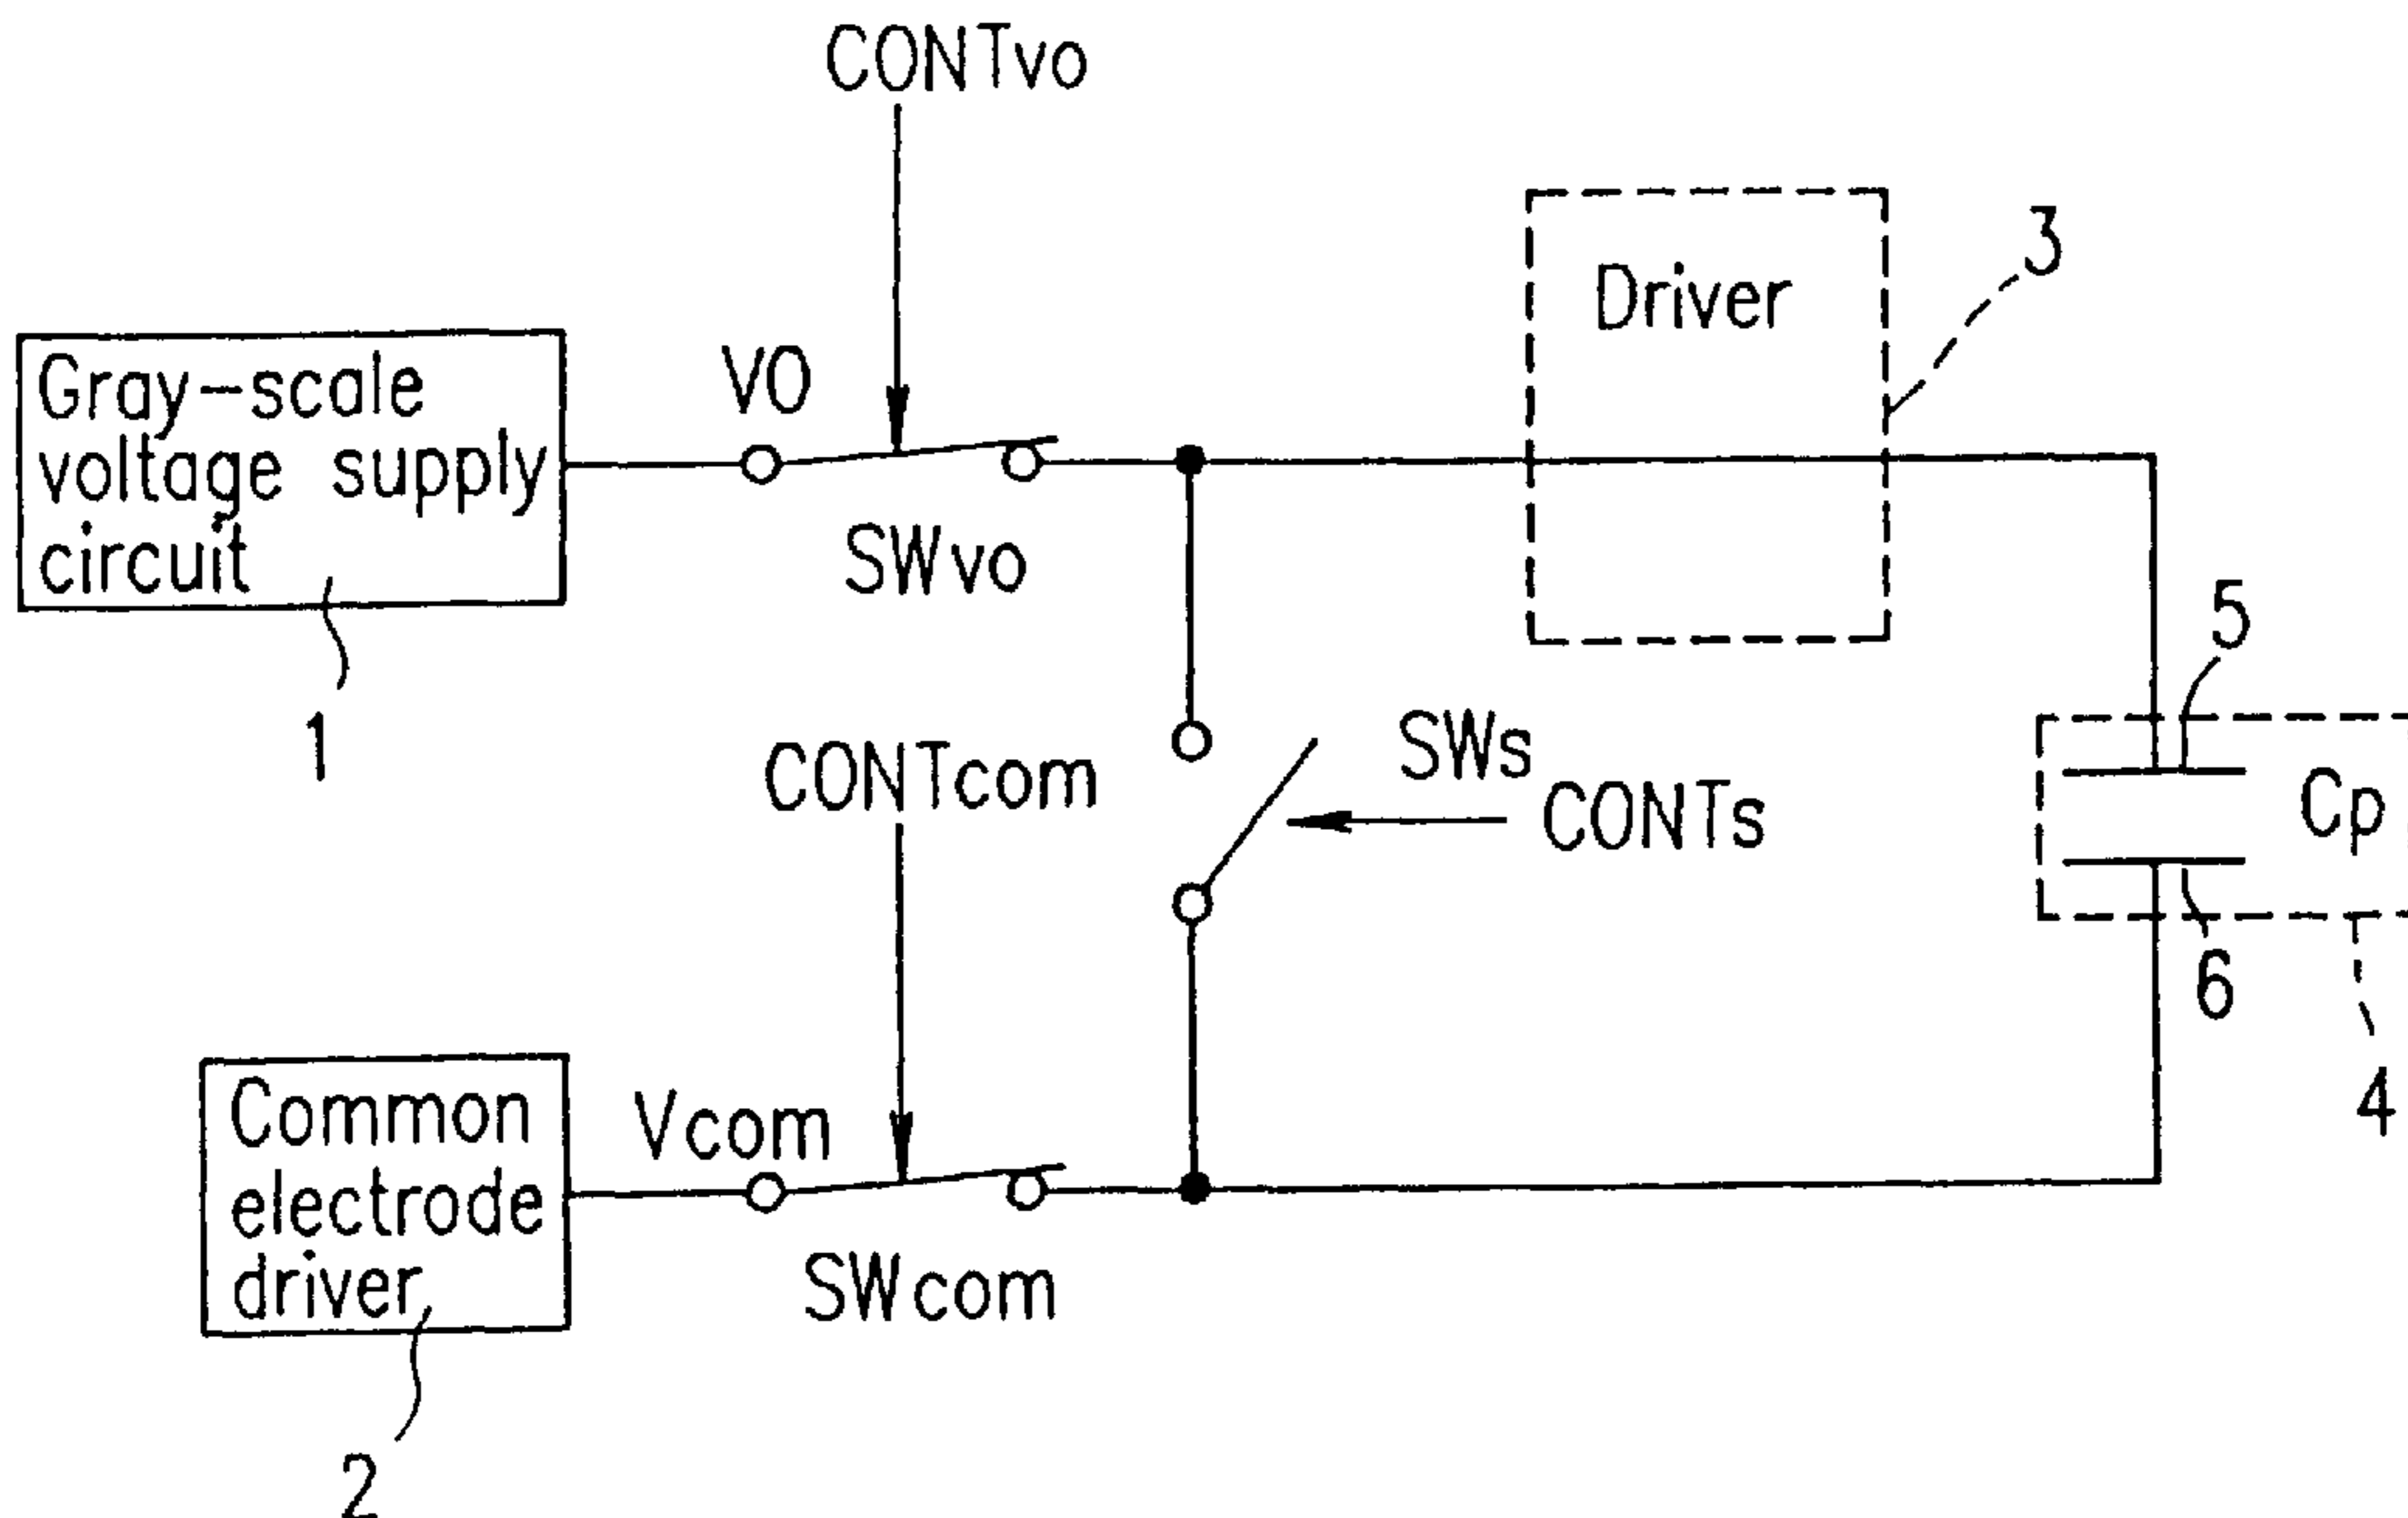 CONTvo
Driver
3
Gray-scale
voltage supply
circuit
VO
SWvo
1
5
CONTcom
SWs
CONTs
Cp
6
4
Common
electrode
driver
Vcom
SWcom
2